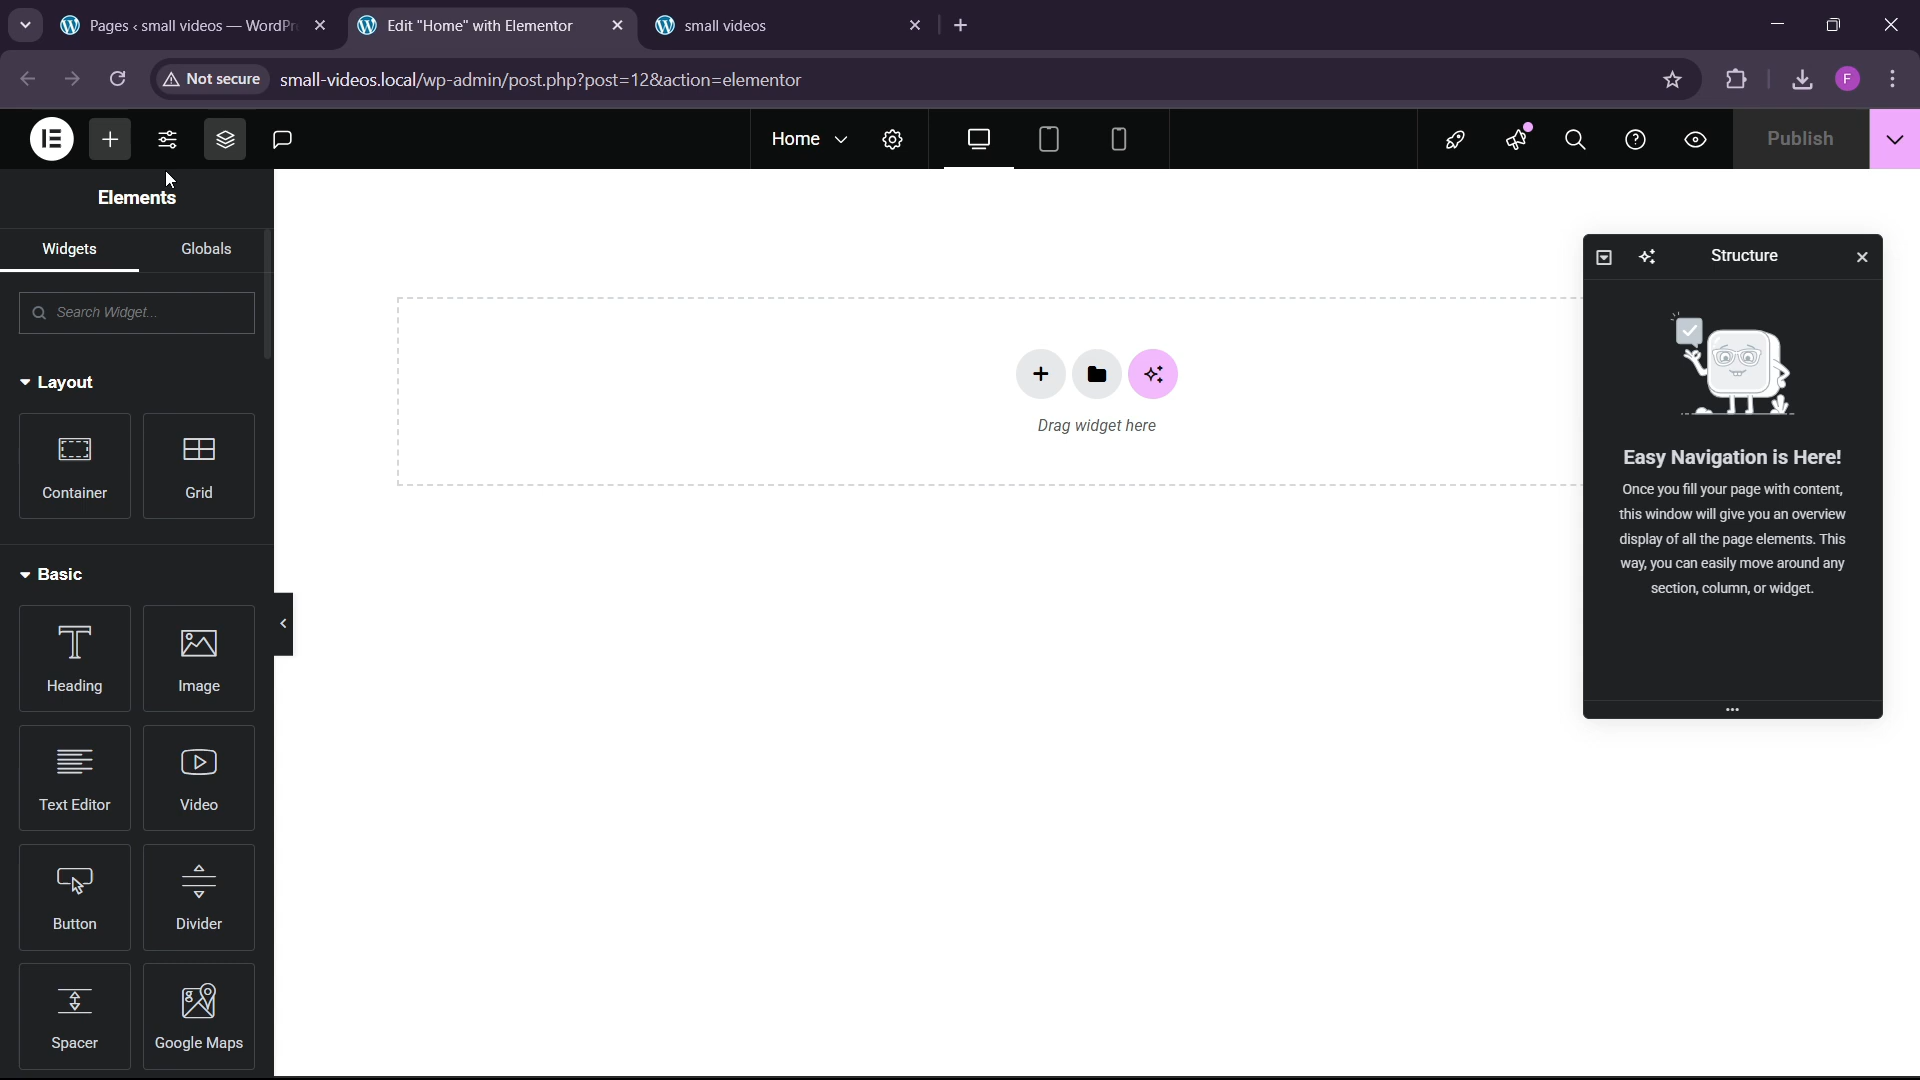 Pages ‹ small videos — WordPr
Edit "Home" with Elementor
small videos
Not secure
small-videos.local/wp-admin/post.php?post=12&action=elementor
F
Home
Publish
Elements
Widgets
Globals
Search Widget...
Layout
Container
Grid
Basic
Heading
Image
Text Editor
Video
Button
Divider
Spacer
Google Maps
Drag widget here
Structure
Easy Navigation is Here!
Once you fill your page with content,
this window will give you an overview
display of all the page elements. This
way, you can easily move around any
section, column, or widget.